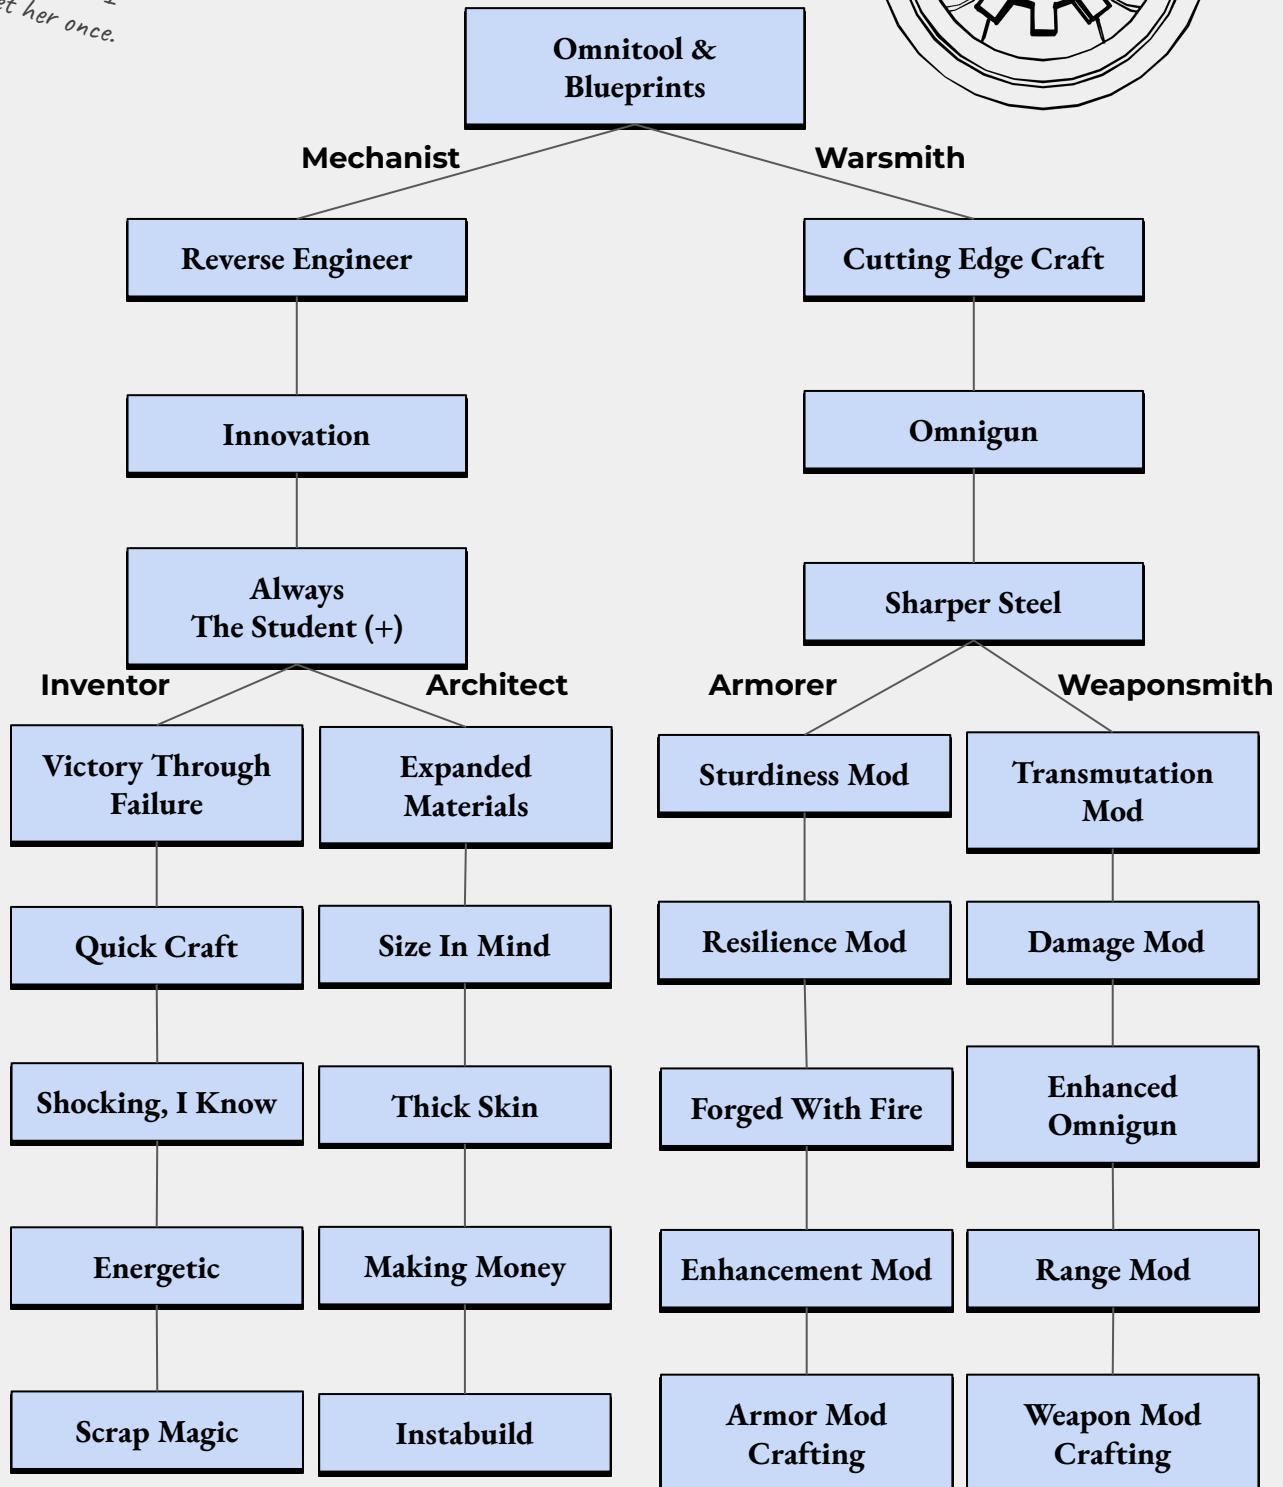 her once.
Omnitool &
Blueprints
Mechanist
Warsmith
Reverse Engineer
Cutting Edge Craft
Innovation
Omnigun
Always
The Student (+)
Sharper Steel
Inventor
Architect
Armorer
Weaponsmith
Victory Through
Failure
Expanded
Materials
Sturdiness Mod
Transmutation
Mod
Quick Craft
Size In Mind
Resilience Mod
Damage Mod
Shocking, I Know
Thick Skin
Forged With Fire
Enhanced
Omnigun
Energetic
Making Money
Enhancement Mod
Range Mod
Scrap Magic
Instabuild
Armor Mod
Crafting
Weapon Mod
Crafting